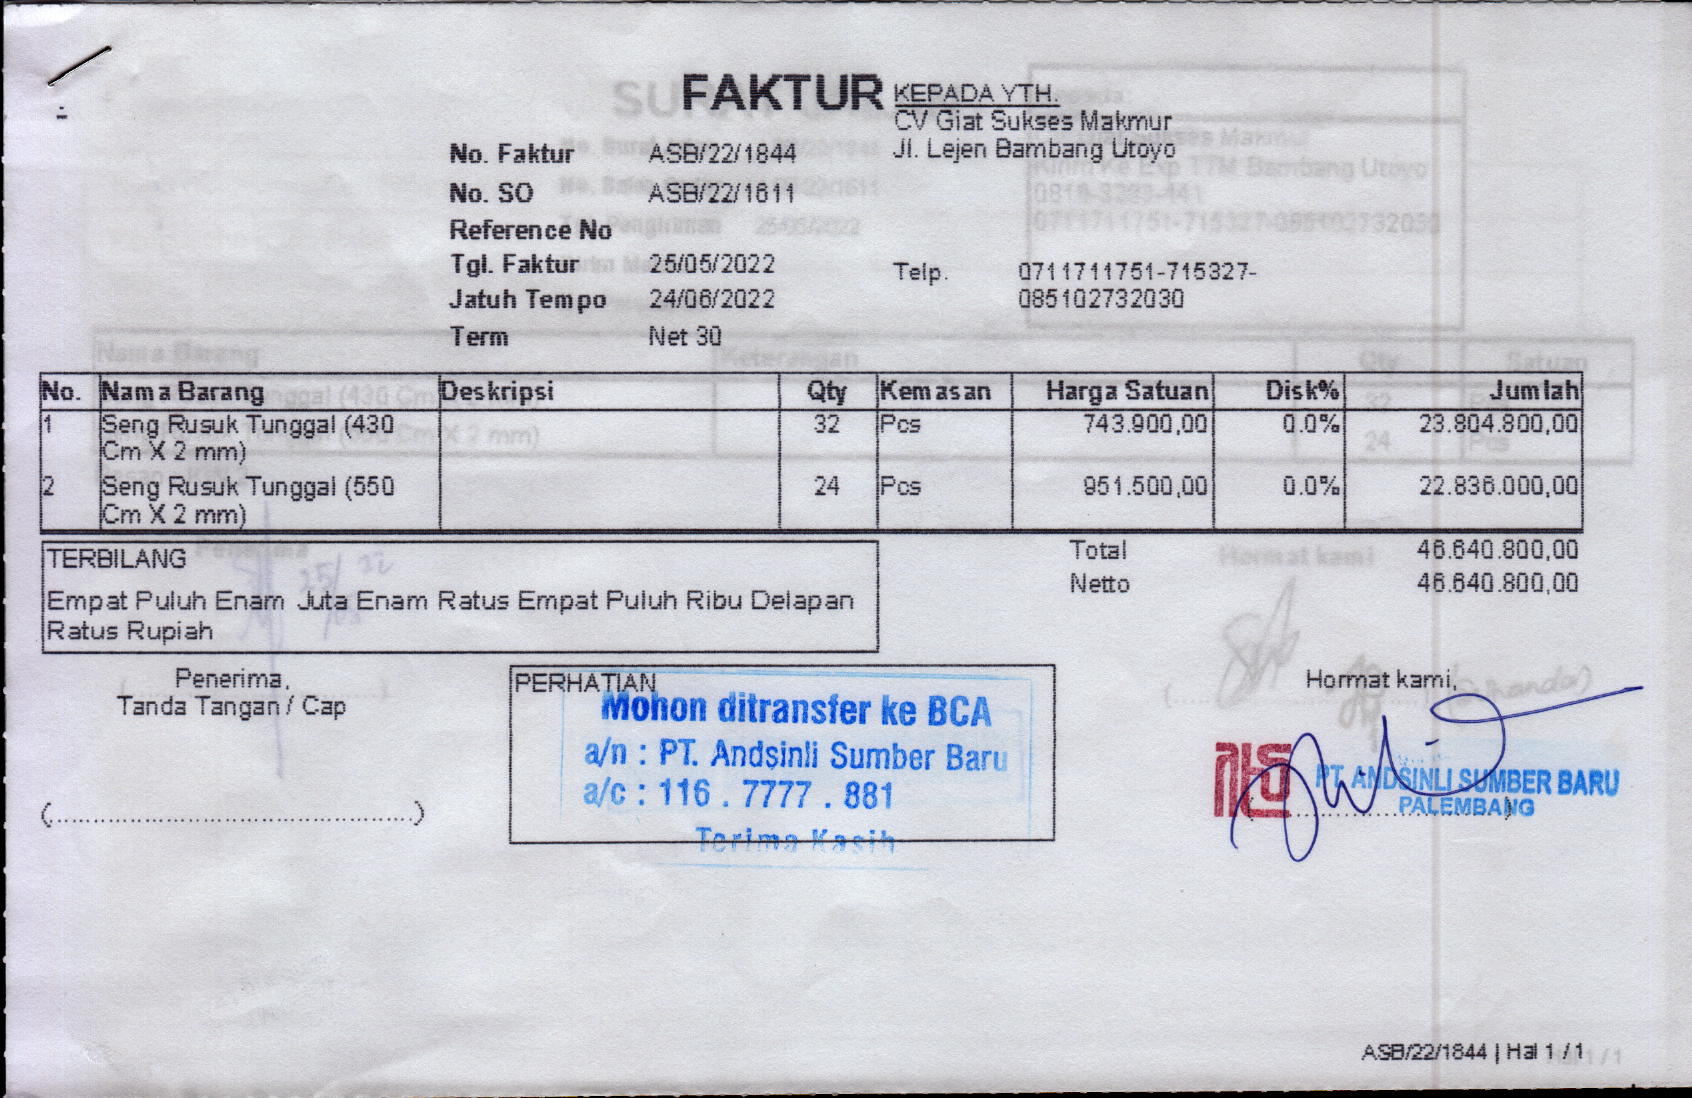 FAKTUR
KEPADA YTH.
CV Giat Sukses Makmur
Jl. Lejen Bambang Utoyo
No. Faktur ASB/22/1844
No. SO ASB/22/1611
Reference No
Tgl. Faktur 25/05/2022
Jatuh Tempo 24/06/2022
Term Net 30
Telp. 0711711751-715327-
085102732030
No. Nama Barang Deskripsi Qty Kemasan Harga Satuan Disk% Jumlah
1 Seng Rusuk Tunggal (430 32 Pcs 743.900,00 0.0% 23.804.800,00
Cm X 2 mm)
2 Seng Rusuk Tunggal (550 24 Pcs 951.500,00 0.0% 22.836.000,00
Cm X 2 mm)
Total 46.640.800,00
Netto 46.640.800,00
TERBILANG
Empat Puluh Enam Juta Enam Ratus Empat Puluh Ribu Delapan
Ratus Rupiah
Penerima,
Tanda Tangan / Cap
(..............................................)
PERHATIAN
Mohon ditransfer ke BCA
a/n : PT. Andsinli Sumber Baru
a/c : 116 . 7777 . 881
Terima Kasih
Hormat kami,
PT. ANDSINLI SUMBER BARU
PALEMBANG
ASB/22/1844 | Hal 1 / 1